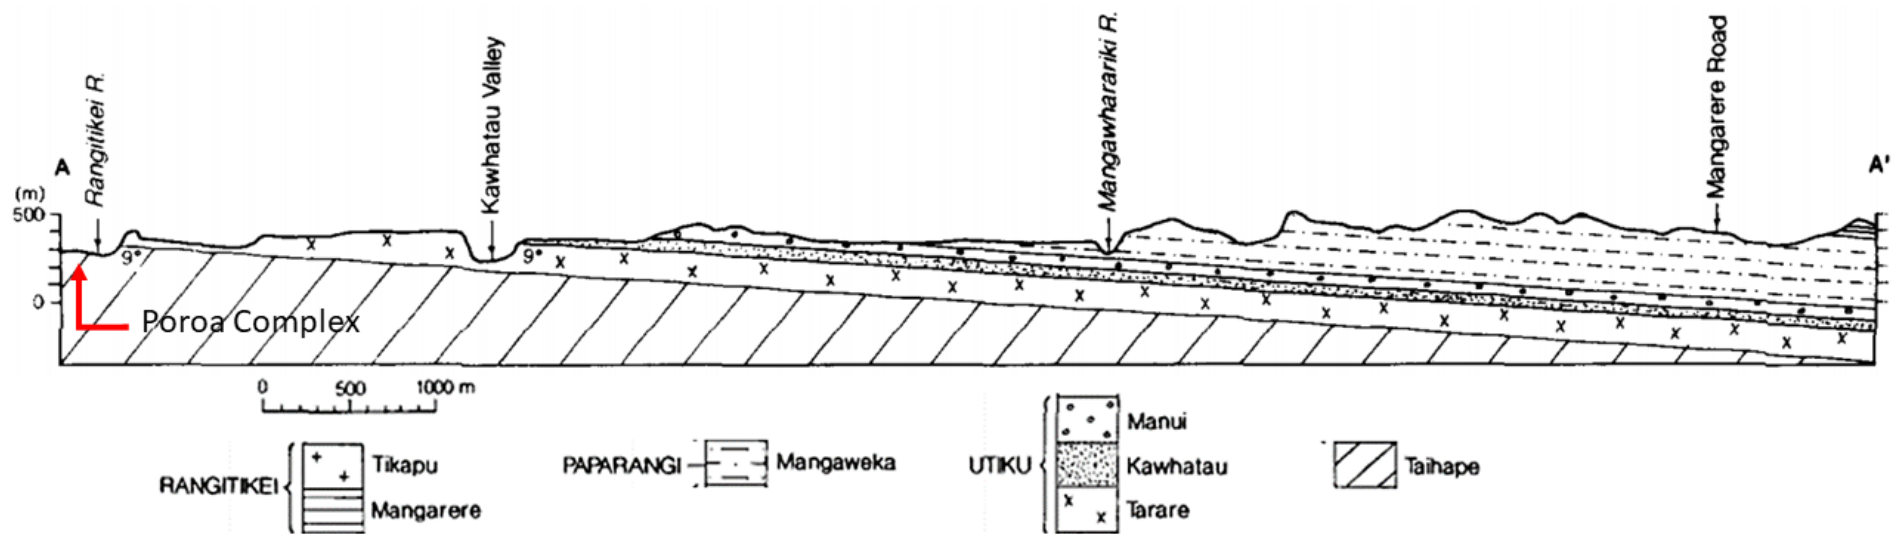 Rangitikei R.
Kawhatau Valley
Mangawharariki R.
Mangarere Road
A
A'
(m)
500
0
9°
9°
Poroa Complex
0 500 1000 m
RANGITIKEI
Tikapu
Mangarere
PAPARANGI
Mangaweka
UTIKU
Manui
Kawhatau
Tarare
Taihape